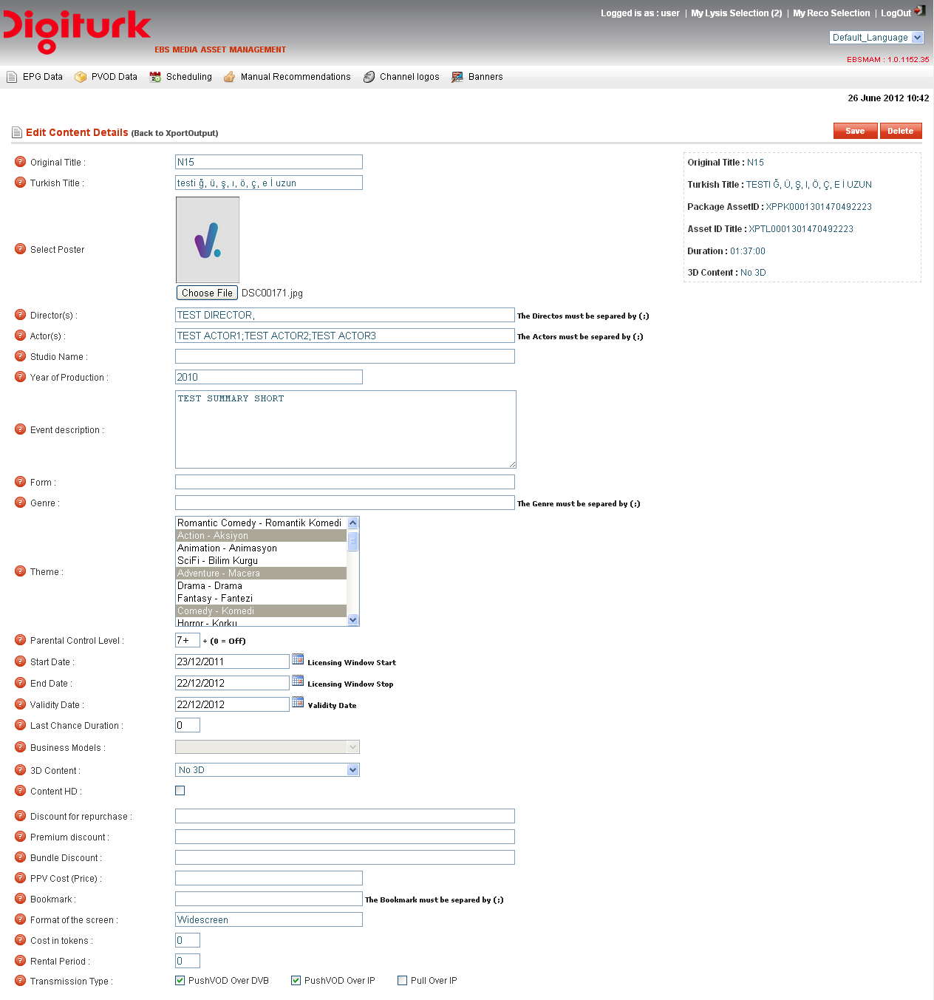 Digiturk
EBS MEDIA ASSET MANAGEMENT
Logged is as : user | My Lysis Selection (2) | My Reco Selection | LogOut
Default_Language
EBSMAM : 1.0.1152.35
EPG Data PVOD Data Scheduling Manual Recommendations Channel logos Banners
26 June 2012 10:42
Edit Content Details (Back to XportOutput)
Save Delete
Original Title : N15
Turkish Title : testi ğ, ü, ş, ı, ö, ç, e İ uzun
Select Poster
Choose File DSC00171.jpg
Original Title : N15
Turkish Title : TESTI Ğ, Ü, Ş, I, Ö, Ç, E İ UZUN
Package AssetID : XPPK0001301470492223
Asset ID Title : XPTL0001301470492223
Duration : 01:37:00
3D Content : No 3D
Director(s) : TEST DIRECTOR, The Directos must be separed by (;)
Actor(s) : TEST ACTOR1;TEST ACTOR2;TEST ACTOR3 The Actors must be separed by (;)
Studio Name :
Year of Production : 2010
Event description : TEST SUMMARY SHORT
Form :
Genre : The Genre must be separed by (;)
Theme :
Romantic Comedy - Romantik Komedi
Action - Aksiyon
Animation - Animasyon
SciFi - Bilim Kurgu
Adventure - Macera
Drama - Drama
Fantasy - Fantezi
Comedy - Komedi
Horror - Korku
Parental Control Level : 7+ + (0 = Off)
Start Date : 23/12/2011 Licensing Window Start
End Date : 22/12/2012 Licensing Window Stop
Validity Date : 22/12/2012 Validity Date
Last Chance Duration : 0
Business Models :
3D Content : No 3D
Content HD :
Discount for repurchase :
Premium discount :
Bundle Discount :
PPV Cost (Price) :
Bookmark : The Bookmark must be separed by (;)
Format of the screen : Widescreen
Cost in tokens : 0
Rental Period : 0
Transmission Type : PushVOD Over DVB PushVOD Over IP Pull Over IP